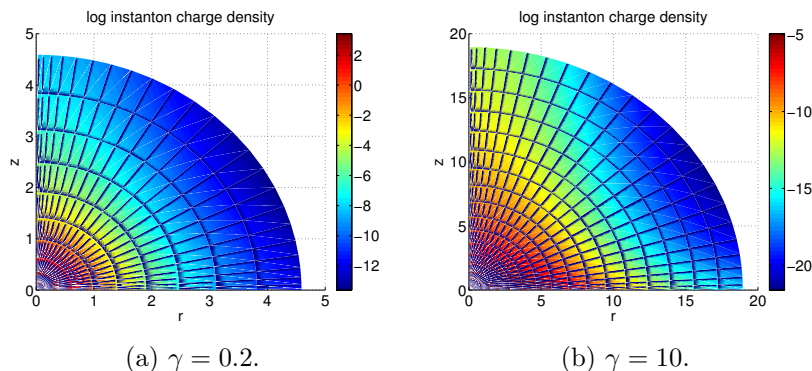 log instanton charge density
5
4
3
2
1
0
z
0 1 2 3 4 5
r
2
0
−2
−4
−6
−8
−10
−12
(a) γ = 0.2.
log instanton charge density
20
15
10
5
0
z
0 5 10 15 20
r
−5
−10
−15
−20
(b) γ = 10.